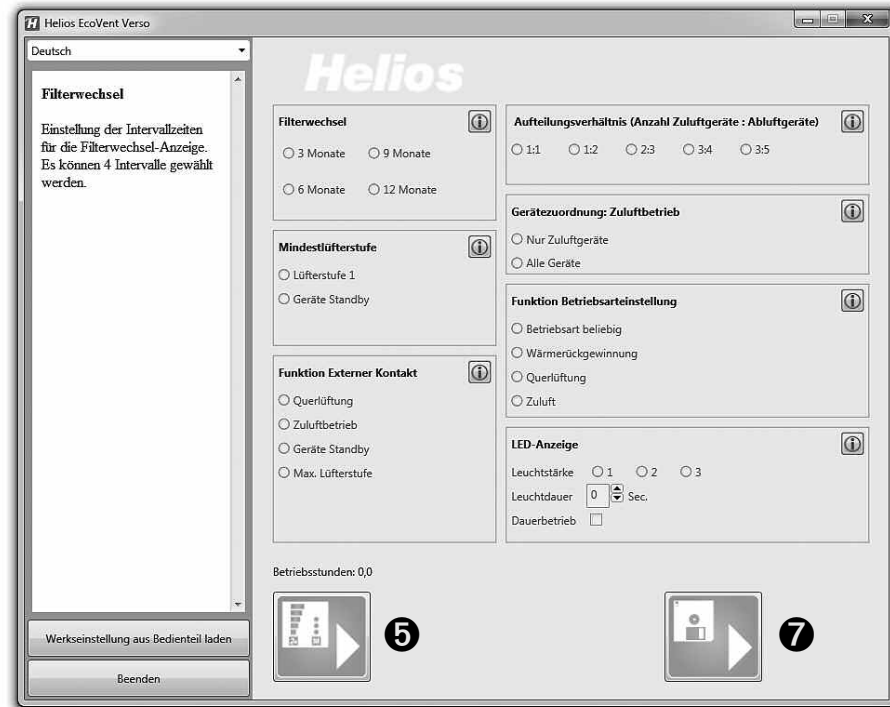 Helios EcoVent Verso
Deutsch
Filterwechsel
Einstellung der Intervallzeiten
für die Filterwechsel-Anzeige.
Es können 4 Intervalle gewählt
werden.
Werkseinstellung aus Bedienteil laden
Beenden
Helios
Filterwechsel
3 Monate 9 Monate
6 Monate 12 Monate
Mindestlüfterstufe
Lüfterstufe 1
Geräte Standby
Funktion Externer Kontakt
Querlüftung
Zuluftbetrieb
Geräte Standby
Max. Lüfterstufe
Aufteilungsverhältnis (Anzahl Zuluftgeräte : Abluftgeräte)
1:1 1:2 2:3 3:4 3:5
Gerätezuordnung: Zuluftbetrieb
Nur Zuluftgeräte
Alle Geräte
Funktion Betriebsarteinstellung
Betriebsart beliebig
Wärmerückgewinnung
Querlüftung
Zuluft
LED-Anzeige
Leuchtstärke 1 2 3
Leuchtdauer 0 Sec.
Dauerbetrieb
Betriebsstunden: 0,0
5
7